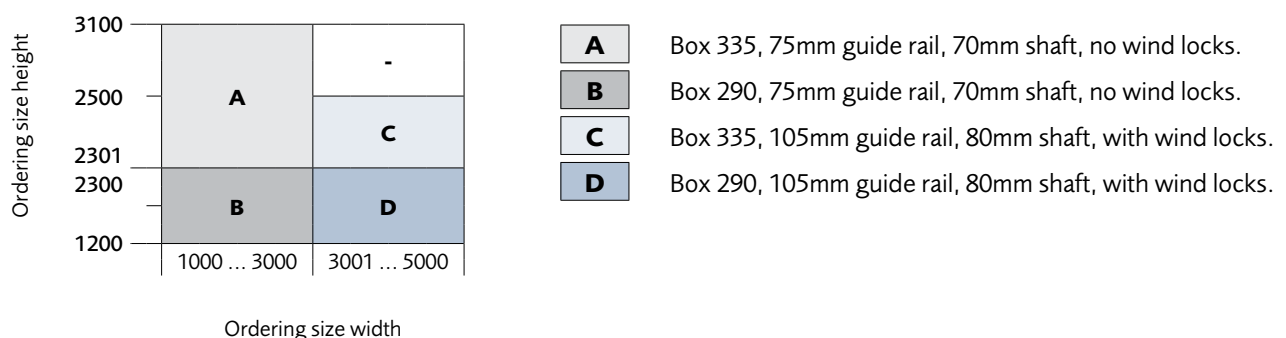 Ordering size height
3100
2500
2301
2300
1200
A
-
C
B
D
1000 ... 3000
3001 ... 5000
Ordering size width
A Box 335, 75mm guide rail, 70mm shaft, no wind locks.
B Box 290, 75mm guide rail, 70mm shaft, no wind locks.
C Box 335, 105mm guide rail, 80mm shaft, with wind locks.
D Box 290, 105mm guide rail, 80mm shaft, with wind locks.